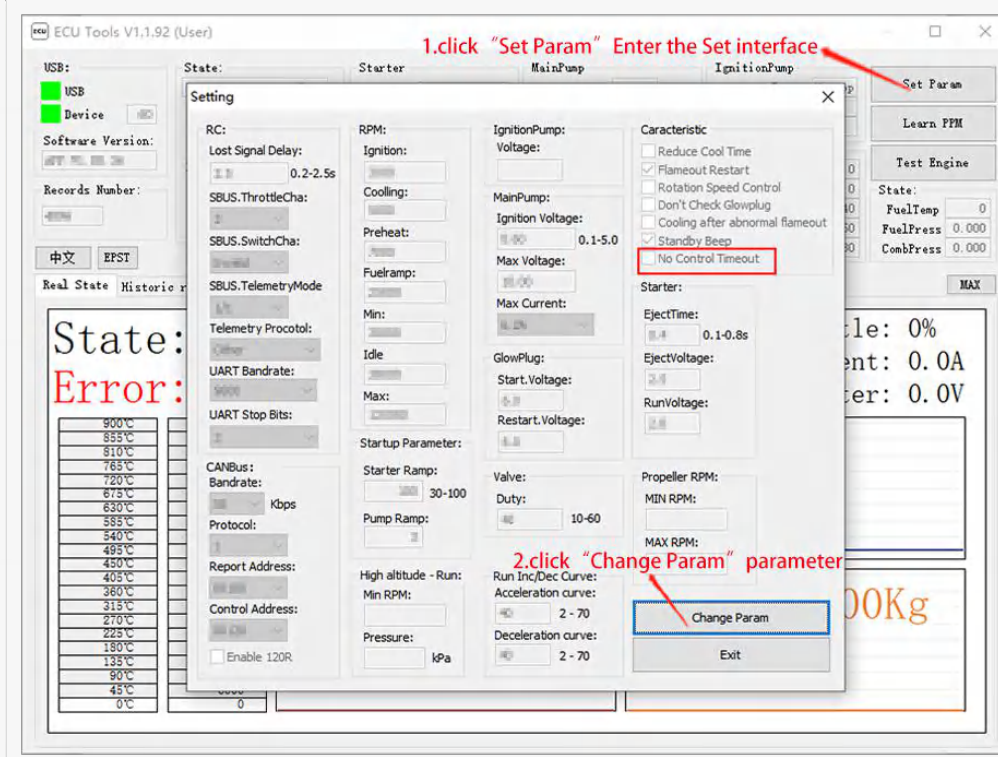 ECU Tools V1.1.92 (User)
1.click “Set Param” Enter the Set interface
USB:
State:
Starter
MainPump
IgnitionPump
USB
Device
Software Version:
Records Number:
中文
EPST
Real State
Set Param
Learn PPM
Test Engine
State:
FuelTemp 0
FuelPress 0.000
CombPress 0.000
MAX
State:
Error:
0%
0.0A
0.0V
900℃
855℃
810℃
765℃
720℃
675℃
630℃
585℃
540℃
495℃
450℃
405℃
360℃
315℃
270℃
225℃
180℃
135℃
90℃
45℃
0℃
0
Setting
RC:
Lost Signal Delay:
0.2-2.5s
SBUS.ThrottleCha:
SBUS.SwitchCha:
SBUS.TelemetryMode
Telemetry Procotol:
UART Bandrate:
UART Stop Bits:
CANBus:
Bandrate:
Kbps
Protocol:
Report Address:
Control Address:
Enable 120R
RPM:
Ignition:
Coolling:
Preheat:
Fuelramp:
Min:
Idle
Max:
Startup Parameter:
Starter Ramp:
30-100
Pump Ramp:
High altitude - Run:
Min RPM:
Pressure:
kPa
IgnitionPump:
Voltage:
MainPump:
Ignition Voltage:
0.1-5.0
Max Voltage:
Max Current:
GlowPlug:
Start.Voltage:
Restart.Voltage:
Valve:
Duty:
10-60
Run Inc/Dec Curve:
Acceleration curve:
2 - 70
Deceleration curve:
2 - 70
Caracteristic
Reduce Cool Time
Flameout Restart
Rotation Speed Control
Don't Check Glowplug
Cooling after abnormal flameout
Standby Beep
No Control Timeout
Starter:
EjectTime:
0.1-0.8s
EjectVoltage:
RunVoltage:
Propeller RPM:
MIN RPM:
MAX RPM:
2.click “Change Param” parameter
Change Param
Exit